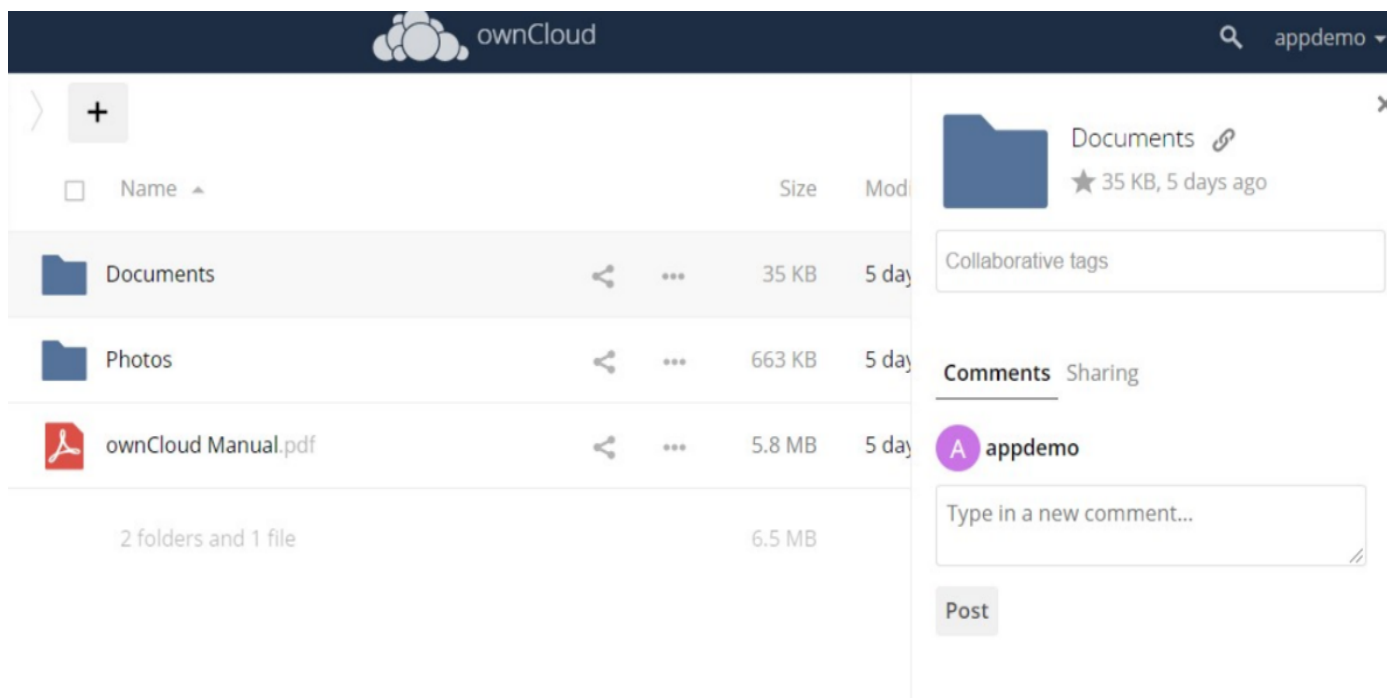 ownCloud
appdemo
+
Name Size Modi
Documents 35 KB 5 day
Photos 663 KB 5 day
ownCloud Manual.pdf 5.8 MB 5 day
2 folders and 1 file 6.5 MB
Documents
35 KB, 5 days ago
Collaborative tags
Comments Sharing
A appdemo
Type in a new comment...
Post